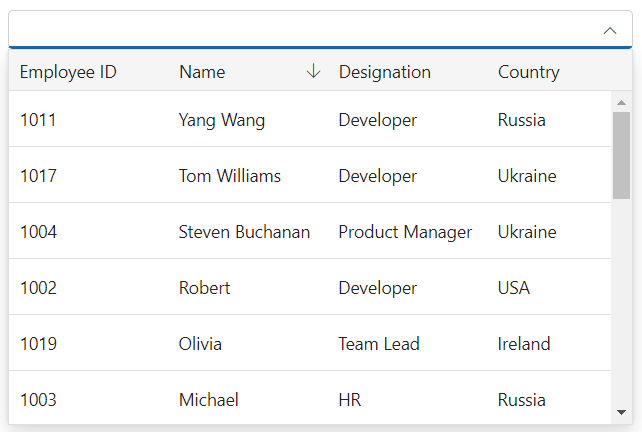 Employee ID Name Designation Country
1011 Yang Wang Developer Russia
1017 Tom Williams Developer Ukraine
1004 Steven Buchanan Product Manager Ukraine
1002 Robert Developer USA
1019 Olivia Team Lead Ireland
1003 Michael HR Russia